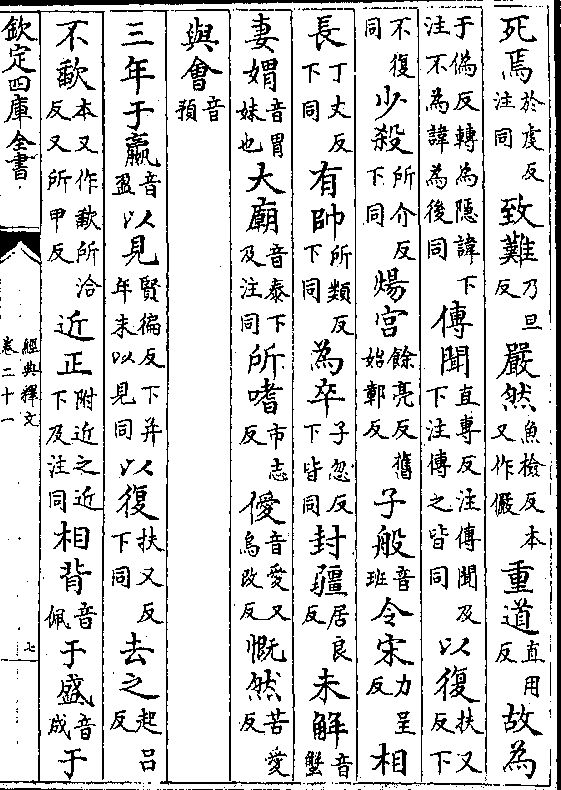 死焉於䖍反注同致難乃旦反嚴然魚檢反本又作儼重道直用反故為
于偽反轉為隱諱下注不為諱為後同傳聞直專反注傳聞及下注傳之皆同以復扶又反下
不復同少殺所介反下同煬宮餘亮反舊始鄣反子般音班令宋力呈反相
長丁丈反下同有帥所類反下同為卒子忽反下皆同封疆居良反未解音蟹
妻媦音胃妹也大廟音泰下及注同所嗜市志反僾音愛又烏改反慨然苦愛反
與會音預
三年于嬴音盈以見賢徧反下并年末以見同以復扶又反下同去之起呂反
不歃本又作歃所洽反又所甲反近正附近之近下及注同相背音佩于盛音成于
欽定四庫全書
經典釋文
卷二十一
七